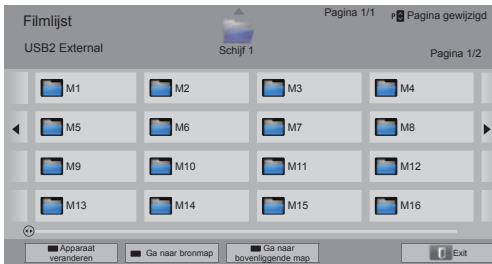 Filmlijst
Pagina 1/1
P Pagina gewijzigd
USB2 External
Schijf 1
Pagina 1/2
M1
M2
M3
M4
M5
M6
M7
M8
M9
M10
M11
M12
M13
M14
M15
M16
Apparaat
veranderen
Ga naar bronmap
Ga naar
bovenliggende map
Exit